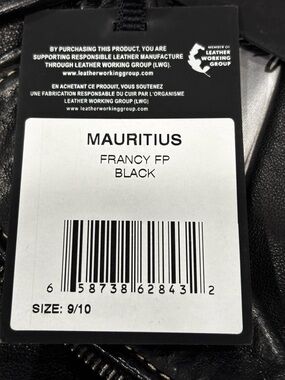 BY PURCHASING THIS PRODUCT, YOU ARE
SUPPORTING RESPONSIBLE LEATHER MANUFACTURE
THROUGH LEATHER WORKING GROUP (LWG).
www.leatherworkinggroup.com
MEMBER OF
LEATHER
WORKING
GROUP
EN ACHETANT CE PRODUIT, VOUS SOUTENEZ
UNE FABRICATION RESPONSABLE DU CUIR PAR L'ORGANISME
LEATHER WORKING GROUP (LWG)
www.leatherworkinggroup.com
MAURITIUS
FRANCY FP
BLACK
6 58738 62843 2
SIZE: 9/10